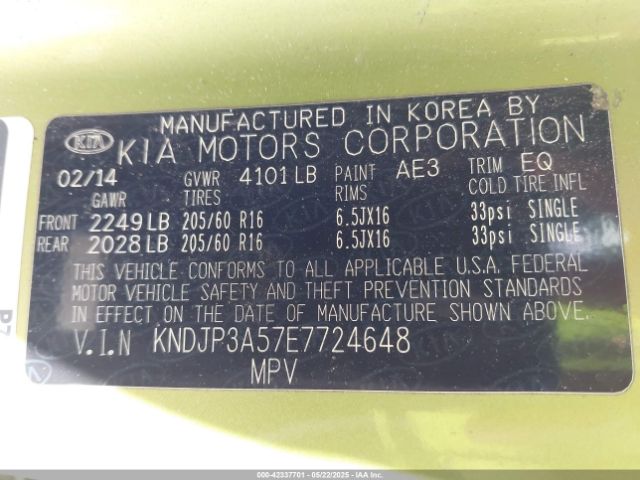 MANUFACTURED IN KOREA BY
KIA KIA MOTORS CORPORATION
02/14 GVWR 4101 LB PAINT AE3 TRIM EQ
GAWR TIRES RIMS COLD TIRE INFL
FRONT 2249 LB 205/60 R16 6.5JX16 33psi SINGLE
REAR 2028 LB 205/60 R16 6.5JX16 33psi SINGLE
THIS VEHICLE CONFORMS TO ALL APPLICABLE U.S.A. FEDERAL
MOTOR VEHICLE SAFETY AND THEFT PREVENTION STANDARDS
IN EFFECT ON THE DATE OF MANUFACTURE SHOWN ABOVE.
V.I.N KNDJP3A57E7724648
MPV
000-42337701 - 05/22/2025 - IAAI.COM